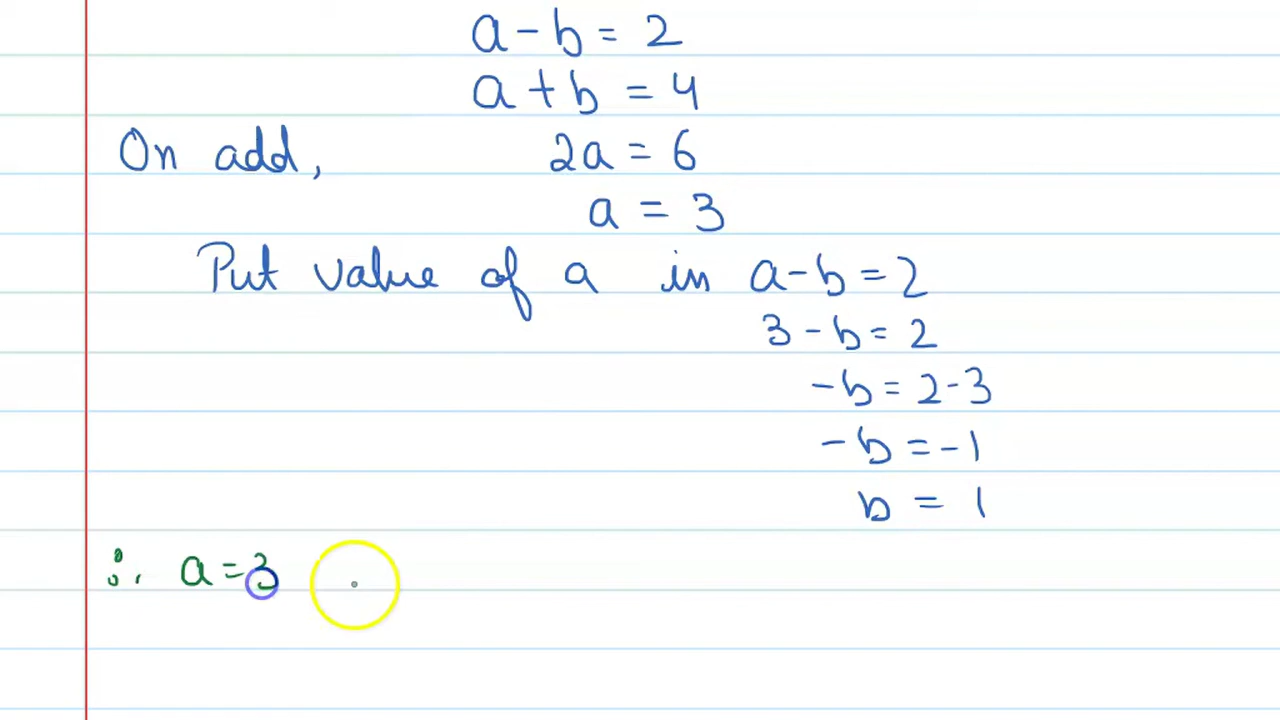 a - b = 2
a + b = 4
On add, 2a = 6
a = 3
Put value of a in a - b = 2
3 - b = 2
- b = 2 - 3
- b = - 1
b = 1
∴ a = 3